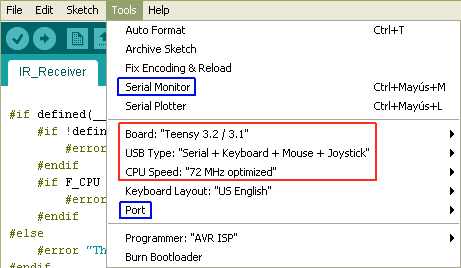 File Edit Sketch Tools Help
Auto Format Ctrl+T
Archive Sketch
Fix Encoding & Reload
Serial Monitor Ctrl+Mayús+M
Serial Plotter Ctrl+Mayús+L
Board: "Teensy 3.2 / 3.1"
USB Type: "Serial + Keyboard + Mouse + Joystick"
CPU Speed: "72 MHz optimized"
Keyboard Layout: "US English"
Port
Programmer: "AVR ISP"
Burn Bootloader
IR_Receiver
#if defined(__
#if !defin
#error
#endif
#if F_CPU
#error
#endif
#else
#error "Th
#endif